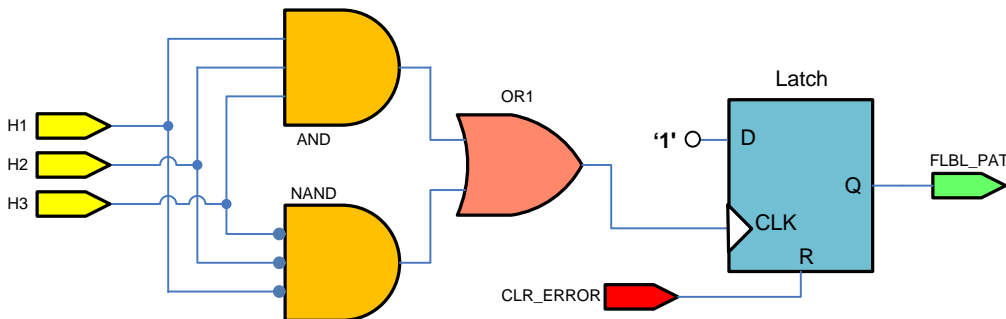 H1
H2
H3
AND
NAND
OR1
Latch
‘1'
D
CLK
Q
R
CLR_ERROR
FLBL_PAT